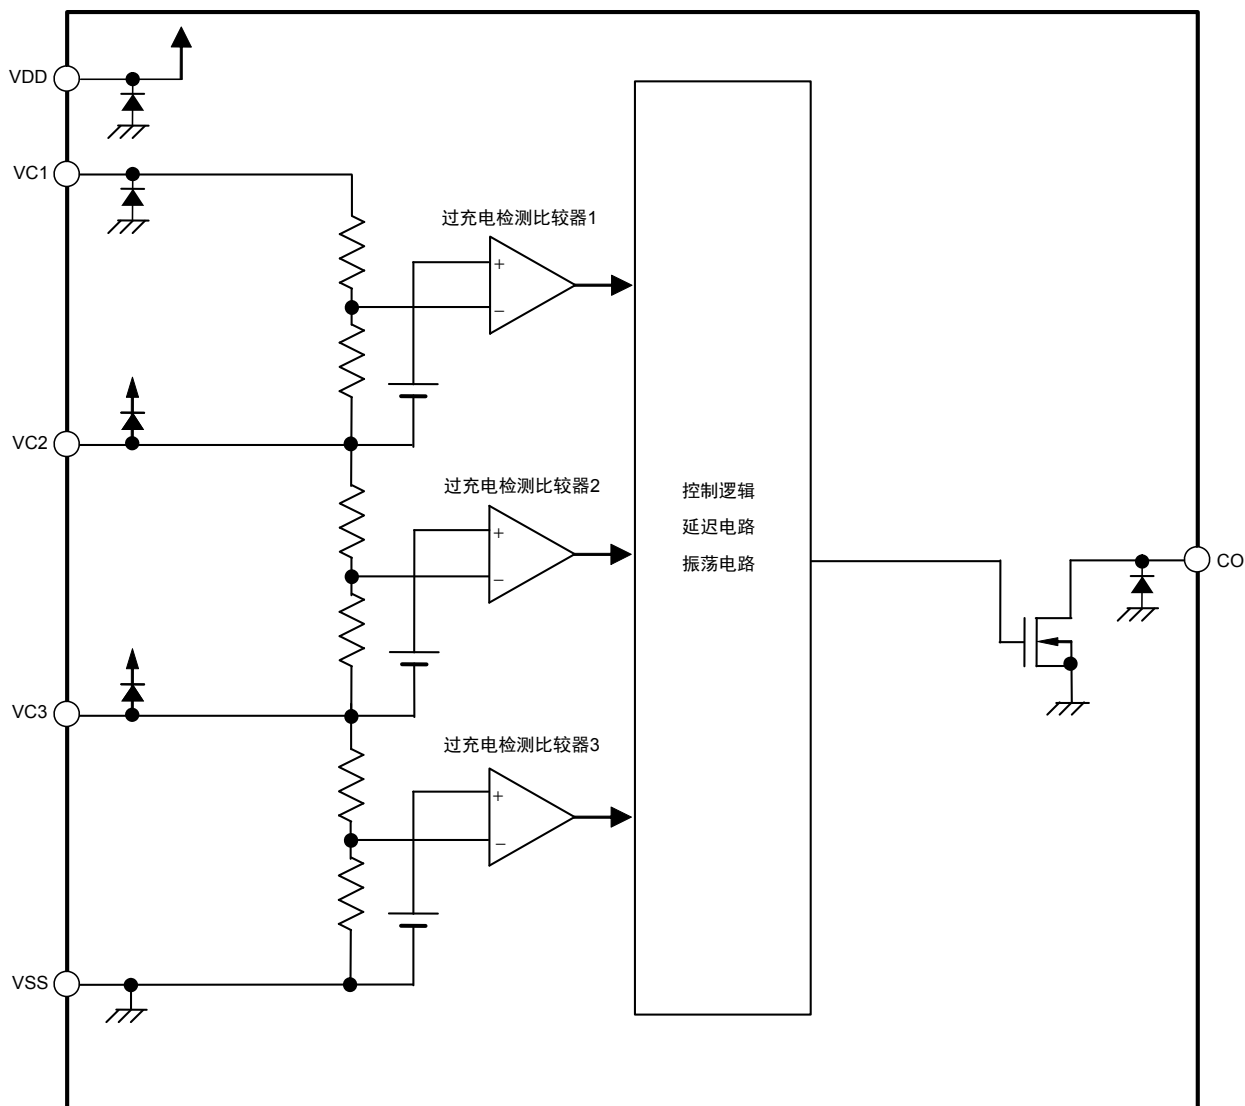 VDD
VC1
过充电检测比较器1
+
−
VC2
过充电检测比较器2
+
−
控制逻辑
延迟电路
振荡电路
CO
VC3
过充电检测比较器3
+
−
VSS